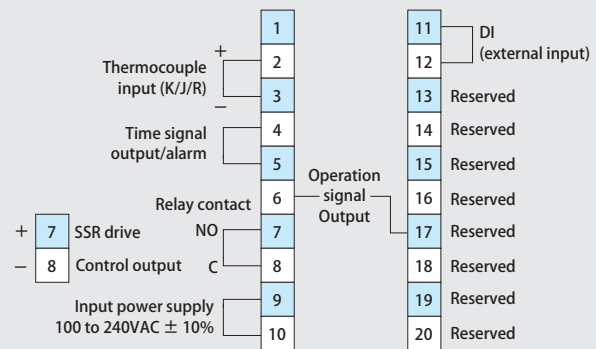 1
+
2
Thermocouple
input (K/J/R)
3
−
4
Time signal
output/alarm
5
6
Relay contact
NO
7
C
8
+ 7 SSR drive
− 8 Control output
9
Input power supply
100 to 240VAC ± 10%
10
Operation
signal
Output
11
DI
(external input)
12
13 Reserved
14 Reserved
15 Reserved
16 Reserved
17 Reserved
18 Reserved
19 Reserved
20 Reserved